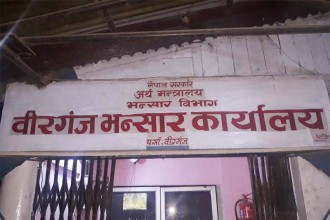 नेपाल सरकार
अर्थ मन्त्रालय
भन्सार विभाग
वीरगंज भन्सार कार्यालय
पर्सा, वीरगंज